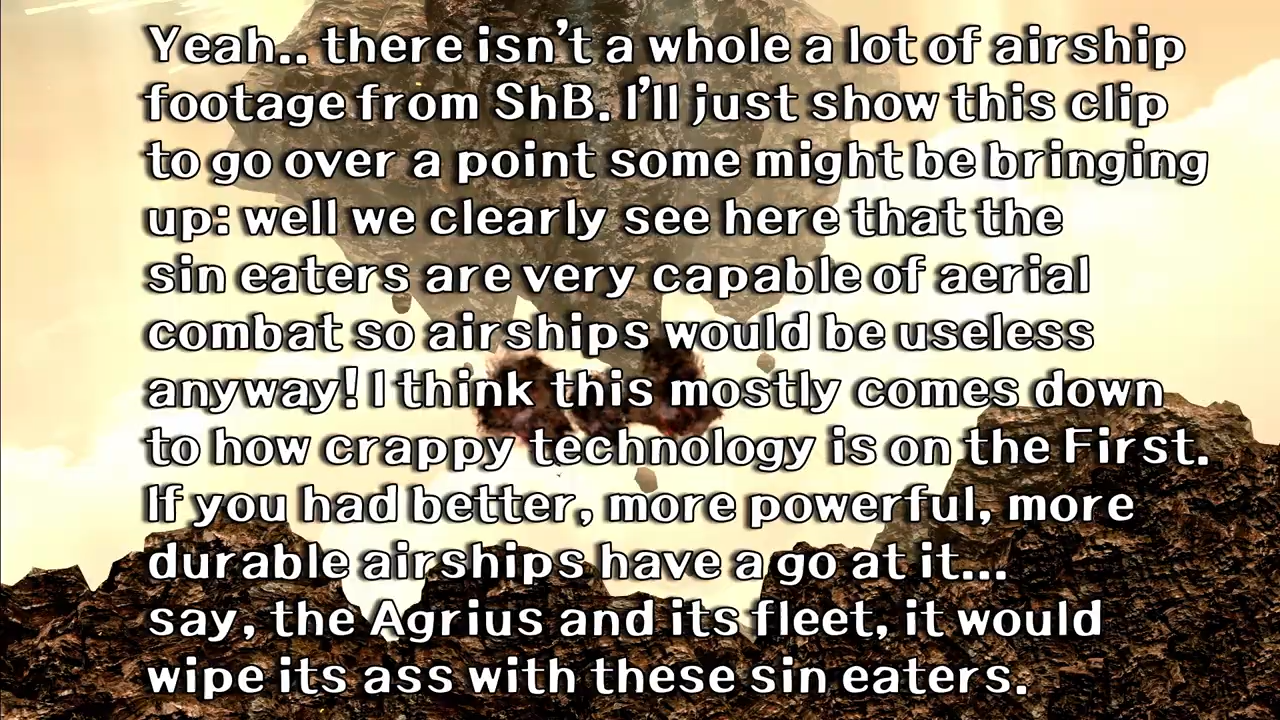 Yeah.. there isn't a whole a lot of airship
footage from ShB. I'll just show this clip
to go over a point some might be bringing
up: well we clearly see here that the
sin eaters are very capable of aerial
combat so airships would be useless
anyway! I think this mostly comes down
to how crappy technology is on the First.
If you had better, more powerful, more
durable airships have a go at it...
say, the Agrius and its fleet, it would
wipe its ass with these sin eaters.